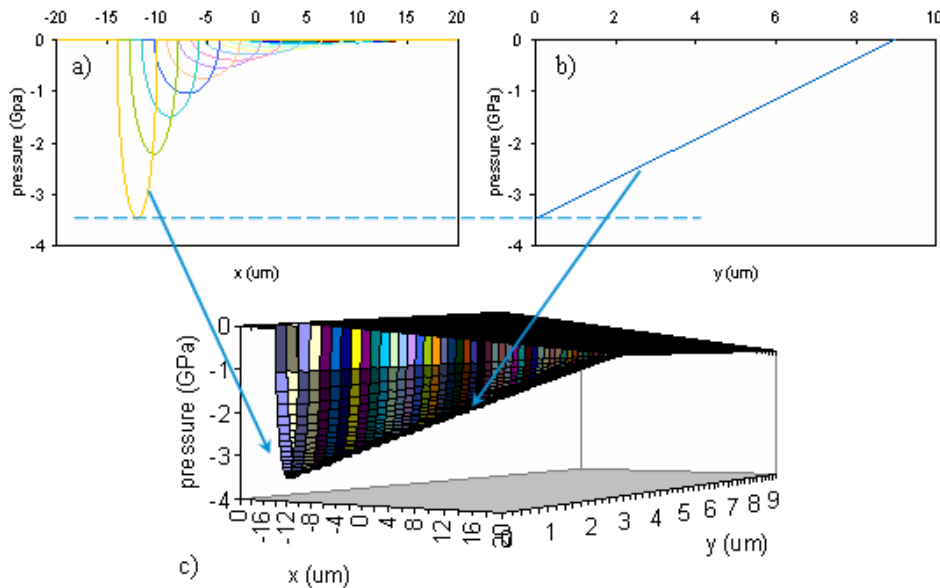 -20 -15 -10 -5 0 5 10 15 20
0 2 4 6 8 10
a)
b)
0
-1
-2
-3
-4
pressure (Gpa)
0
-1
-2
-3
-4
pressure (GPa)
x (um)
y (um)
0
-1
-2
-3
-4
pressure (GPa)
-16 -12 -8 -4 0 4 8 12 16 20
0 1 2 3 4 5 6 7 8 9
c)
x (um)
y (um)